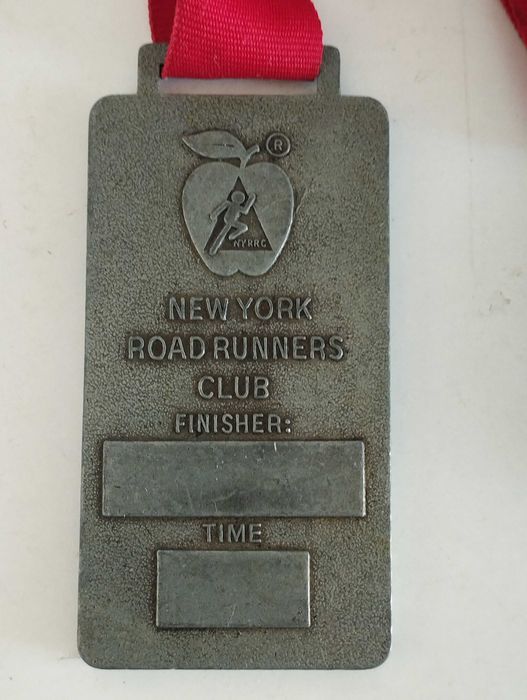 ®
NYRRC
NEW YORK
ROAD RUNNERS
CLUB
FINISHER:
TIME